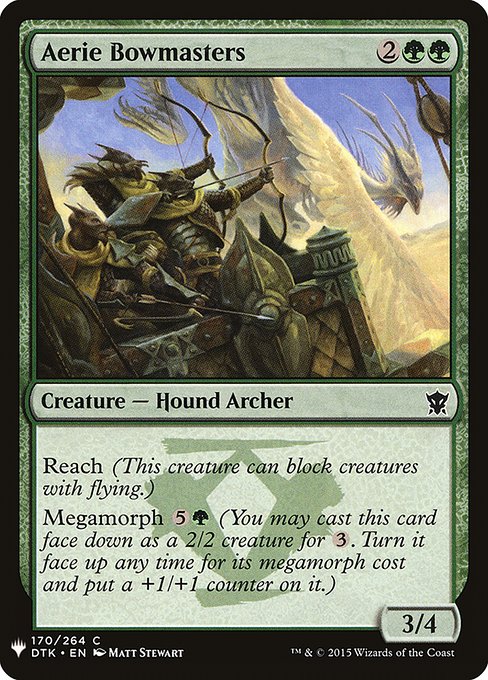 Aerie Bowmasters 2
Creature — Hound Archer
Reach (This creature can block creatures
with flying.)
Megamorph 5 (You may cast this card
face down as a 2/2 creature for 3. Turn it
face up any time for its megamorph cost
and put a +1/+1 counter on it.)
3/4
170/264 C
DTK • EN Matt Stewart
™ & © 2015 Wizards of the Coast